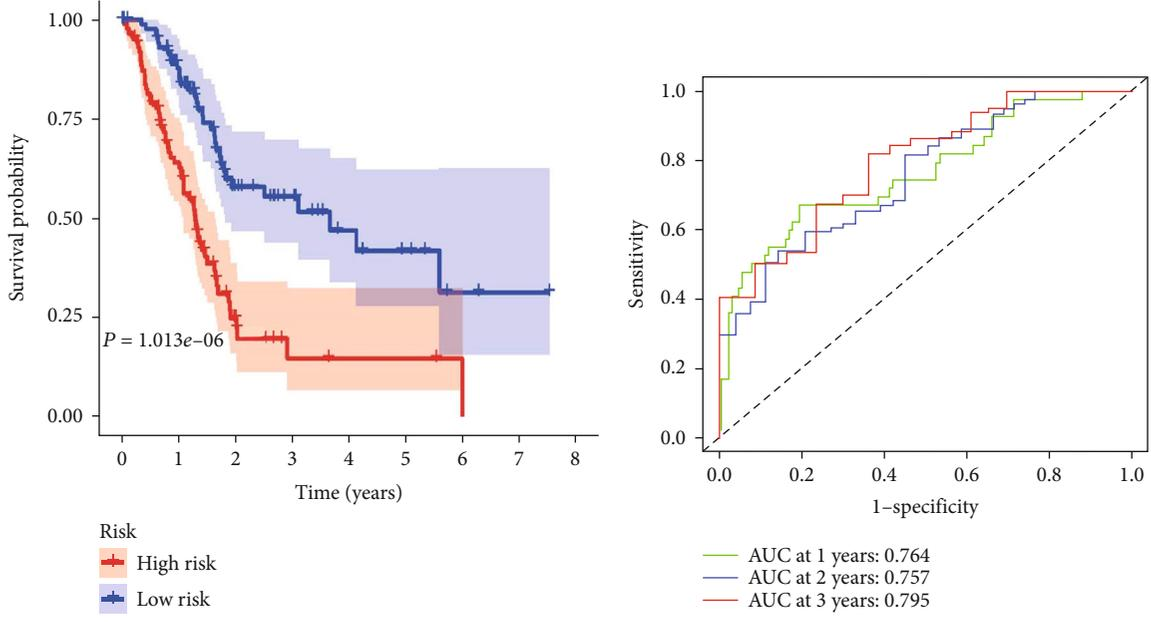 Survival probability
1.00
0.75
0.50
0.25
0.00
P = 1.013e–06
0 1 2 3 4 5 6 7 8
Time (years)
Risk
High risk
Low risk
Sensitivity
1.0
0.8
0.6
0.4
0.2
0.0
0.0 0.2 0.4 0.6 0.8 1.0
1–specificity
AUC at 1 years: 0.764
AUC at 2 years: 0.757
AUC at 3 years: 0.795